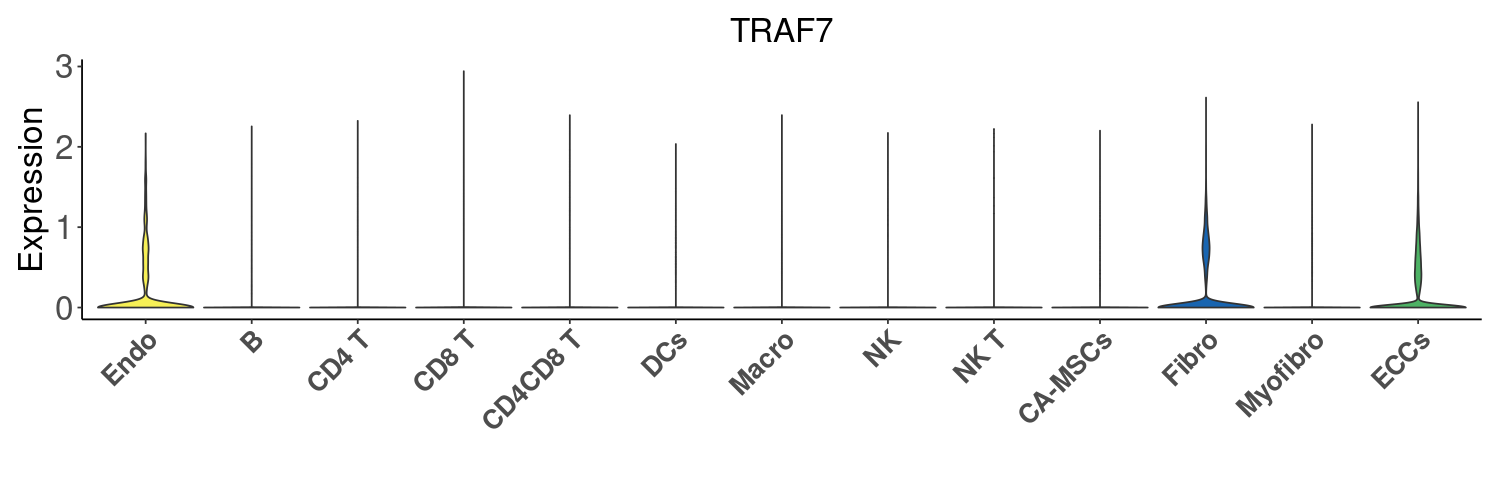 TRAF7
Expression
3
2
1
0
Endo
B
CD4 T
CD8 T
CD4CD8 T
DCs
Macro
NK
NK T
CA-MSCs
Fibro
Myofibro
ECCs